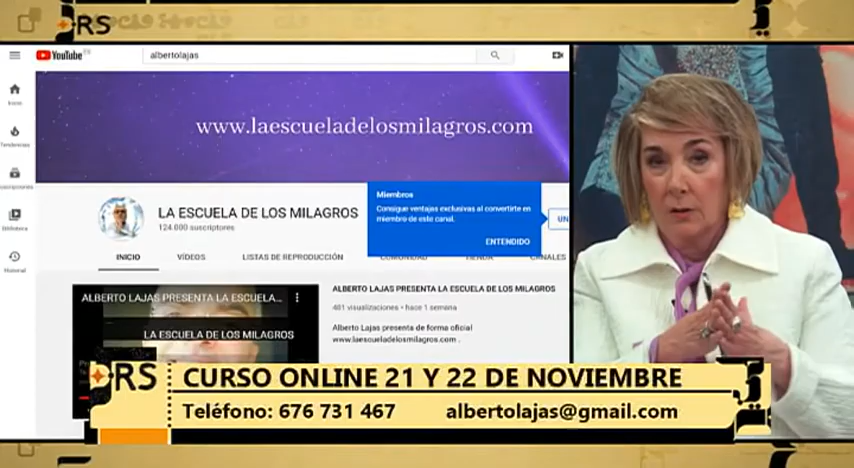 RS
YouTube ES
albertolajas
www.laescueladelosmilagros.com
Inicio
Tendencias
Biblioteca
Historial
LA ESCUELA DE LOS MILAGROS
124.000 suscriptores
Miembros
Consigue ventajas exclusivas al convertirte en
miembro de este canal.
ENTENDIDO
UN
INICIO VÍDEOS LISTAS DE REPRODUCCIÓN COMUNIDAD TIENDA CANALES
ALBERTO LAJAS PRESENTA LA ESCUELA...
LA ESCUELA DE LOS MILAGROS
ALBERTO LAJAS PRESENTA LA ESCUELA DE LOS MILAGROS
481 visualizaciones • hace 1 semana
Alberto Lajas presenta de forma oficial
www.laescueladelosmilagros.com .
RS
CURSO ONLINE 21 Y 22 DE NOVIEMBRE
Teléfono: 676 731 467 albertolajas@gmail.com